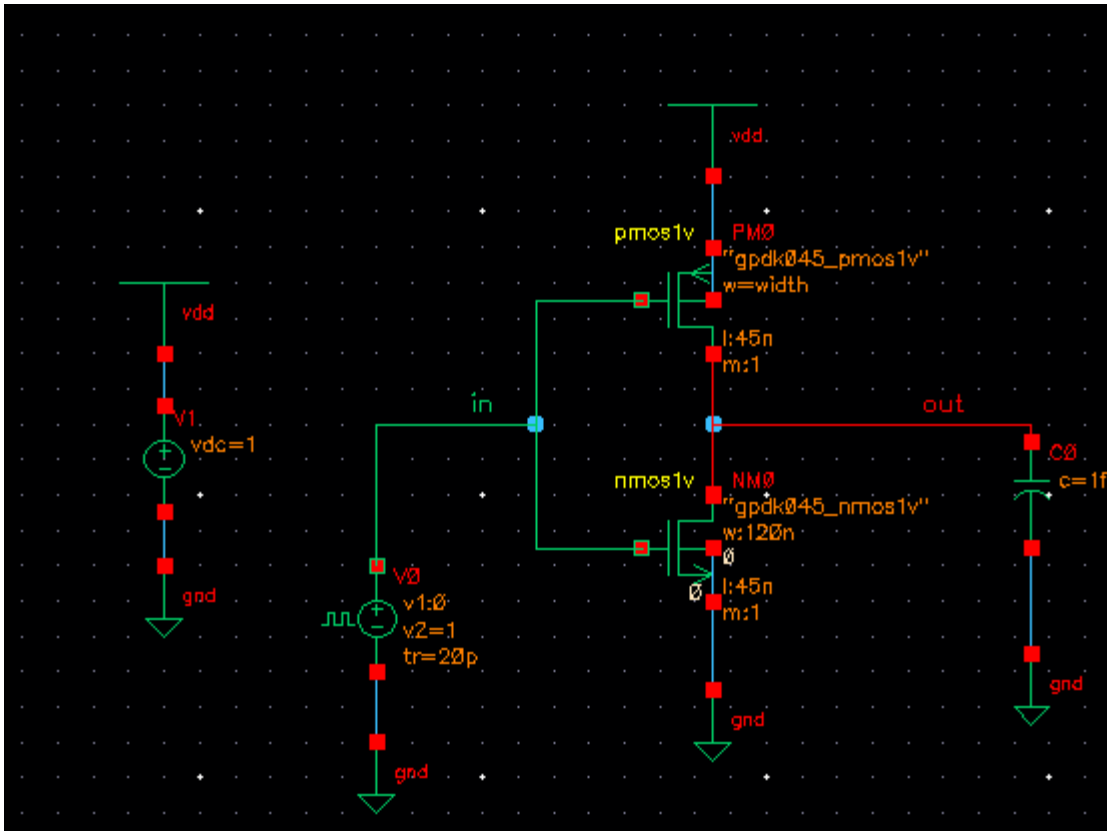 vdd
pmos1v
PM0
"gpdk045_pmos1v"
w=width
l:45n
m:1
vdd
V1
vdc=1
gnd
in
out
C0
c=1f
gnd
nmos1v
NM0
"gpdk045_nmos1v"
w:120n
0
0
l:45n
m:1
gnd
V0
v1:0
v2=1
tr=20p
gnd